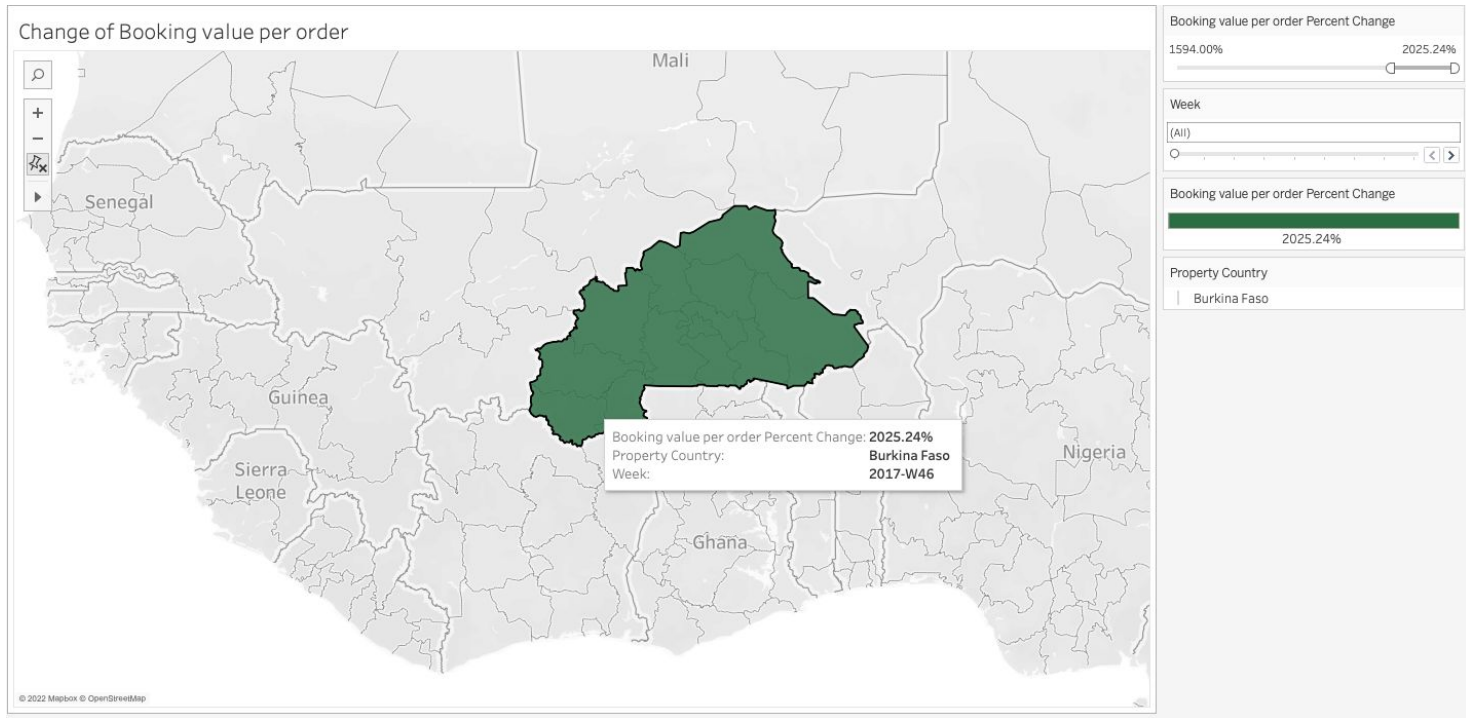 Change of Booking value per order
Mali
Senegal
Guinea
Sierra
Leone
Ghana
Nigeria
Booking value per order Percent Change: 2025.24%
Property Country: Burkina Faso
Week: 2017-W46
© 2022 Mapbox © OpenStreetMap
Booking value per order Percent Change
1594.00% 2025.24%
Week
(All)
Booking value per order Percent Change
2025.24%
Property Country
Burkina Faso